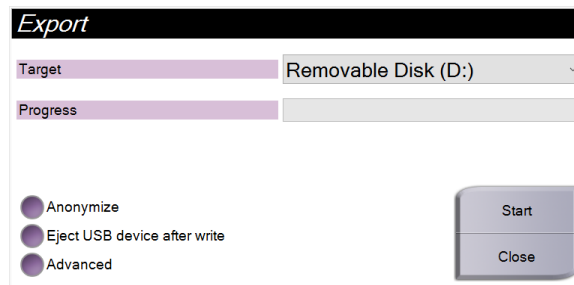 Export
Target
Removable Disk (D:)
Progress
Anonymize
Eject USB device after write
Advanced
Start
Close